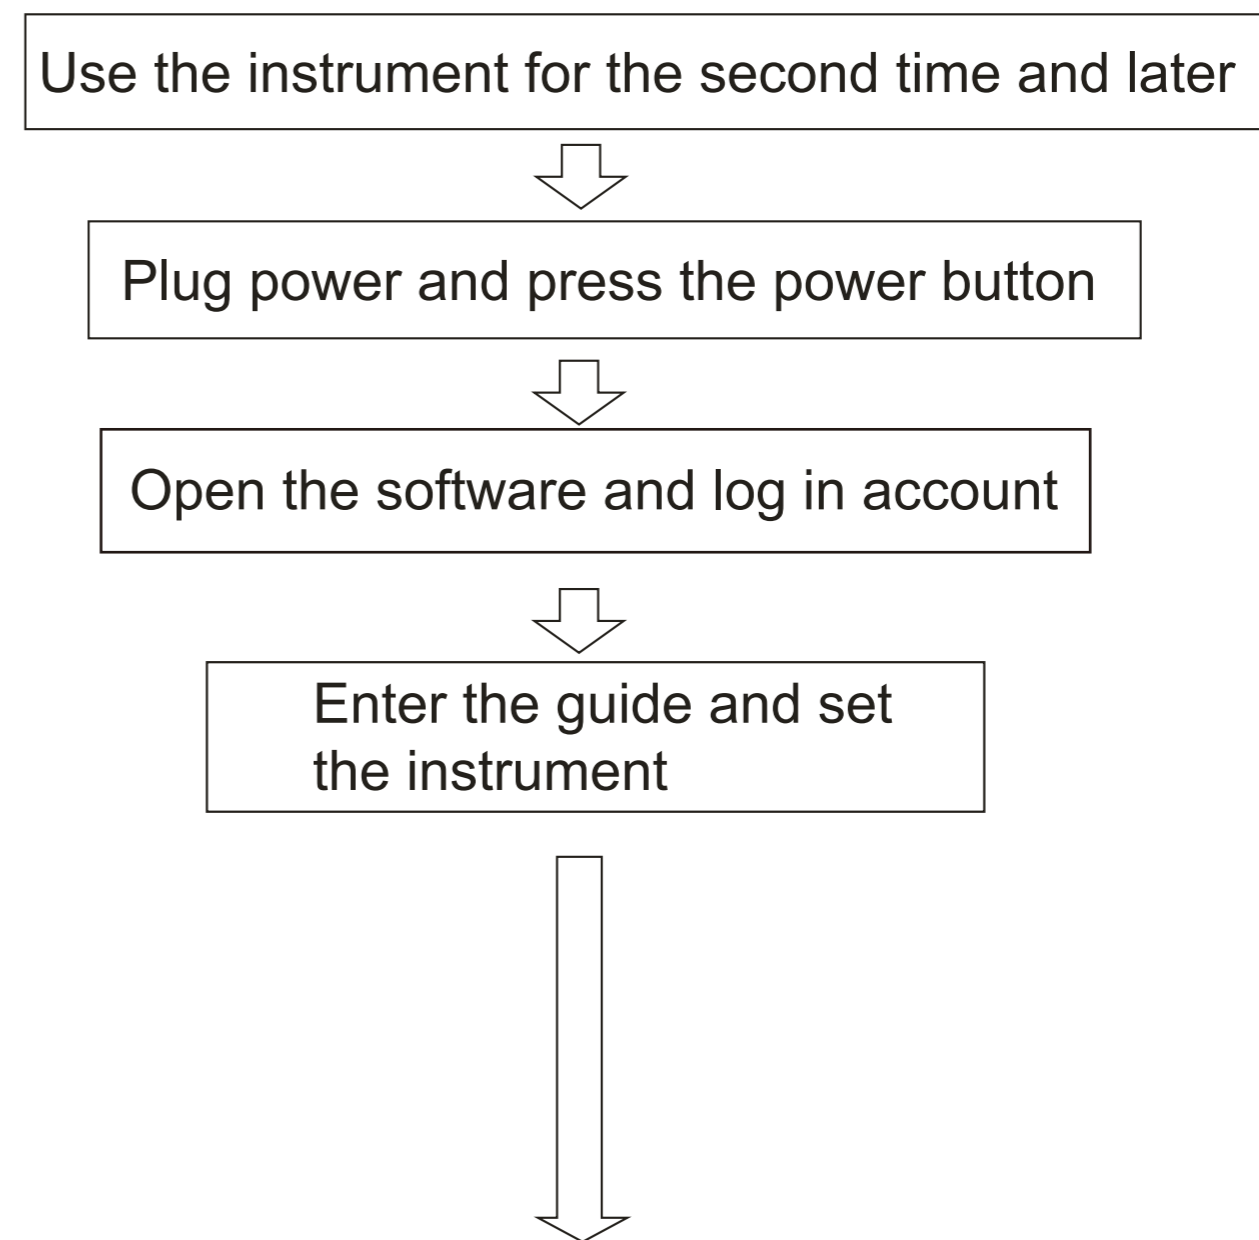 Use the instrument for the second time and later
Plug power and press the power button
Open the software and log in account
Enter the guide and set
the instrument